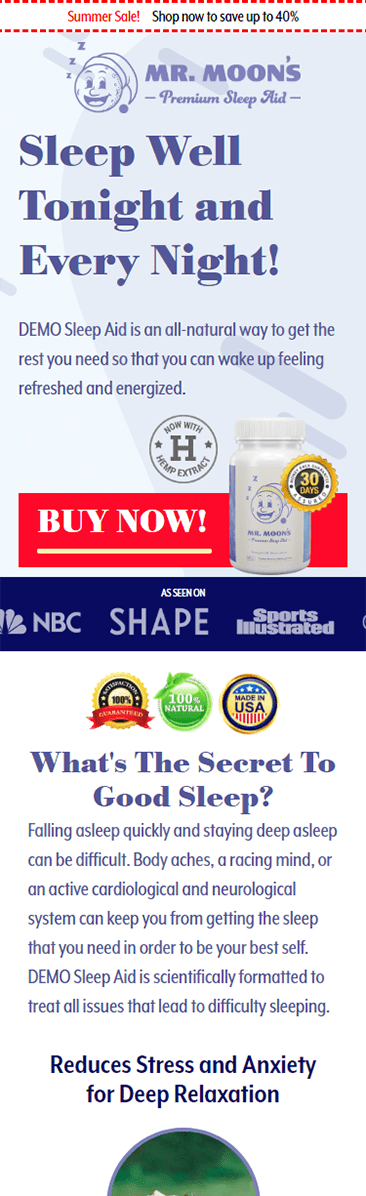 Summer Sale! Shop now to save up to 40%
z
z
z
MR. MOON'S
Premium Sleep Aid
Sleep Well
Tonight and
Every Night!
DEMO Sleep Aid is an all-natural way to get the
rest you need so that you can wake up feeling
refreshed and energized.
NOW WITH
H
HEMP EXTRACT
30
DAYS
MR. MOON'S
Premium Sleep Aid
BUY NOW!
AS SEEN ON
NBC SHAPE Sports
Illustrated
SATISFACTION
100%
GUARANTEED
100%
NATURAL
MADE IN
USA
What's The Secret To
Good Sleep?
Falling asleep quickly and staying deep asleep
can be difficult. Body aches, a racing mind, or
an active cardiological and neurological
system can keep you from getting the sleep
that you need in order to be your best self.
DEMO Sleep Aid is scientifically formatted to
treat all issues that lead to difficulty sleeping.
Reduces Stress and Anxiety
for Deep Relaxation